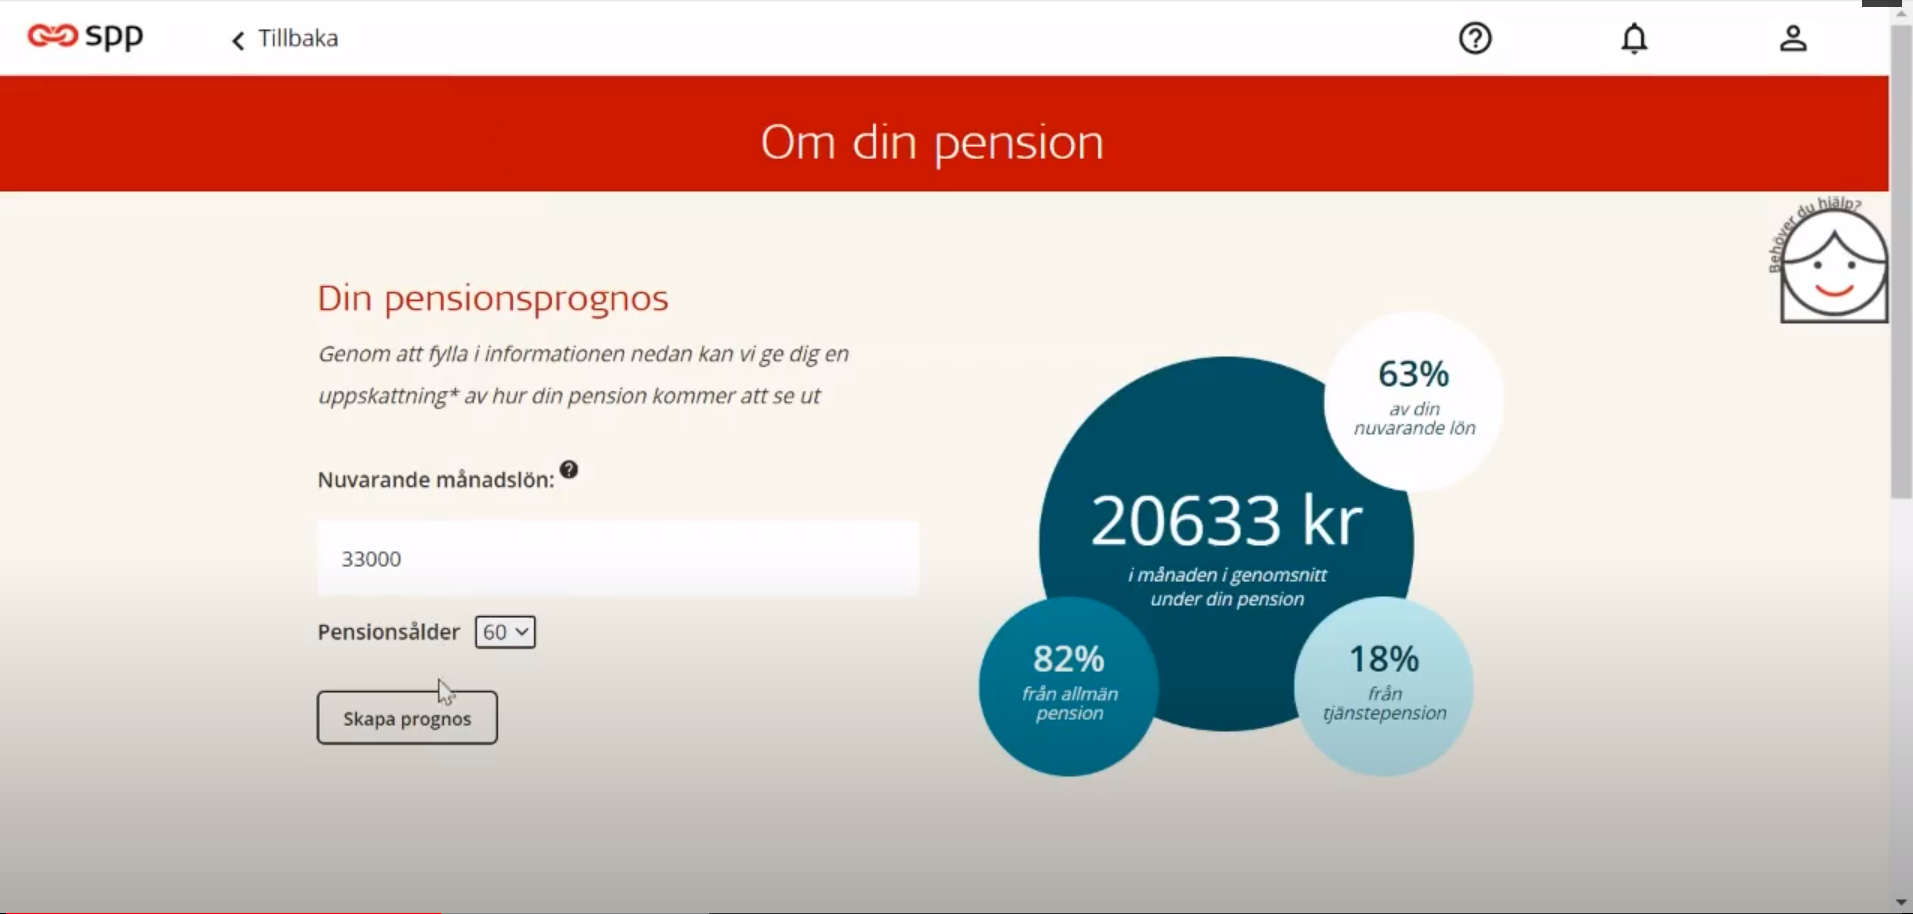 spp
Tillbaka
Om din pension
Behöver du hjälp?
Din pensionsprognos
Genom att fylla i informationen nedan kan vi ge dig en
uppskattning* av hur din pension kommer att se ut
Nuvarande månadslön:
33000
Pensionsålder 60
Skapa prognos
63%
av din
nuvarande lön
20633 kr
i månaden i genomsnitt
under din pension
82%
från allmän
pension
18%
från
tjänstepension